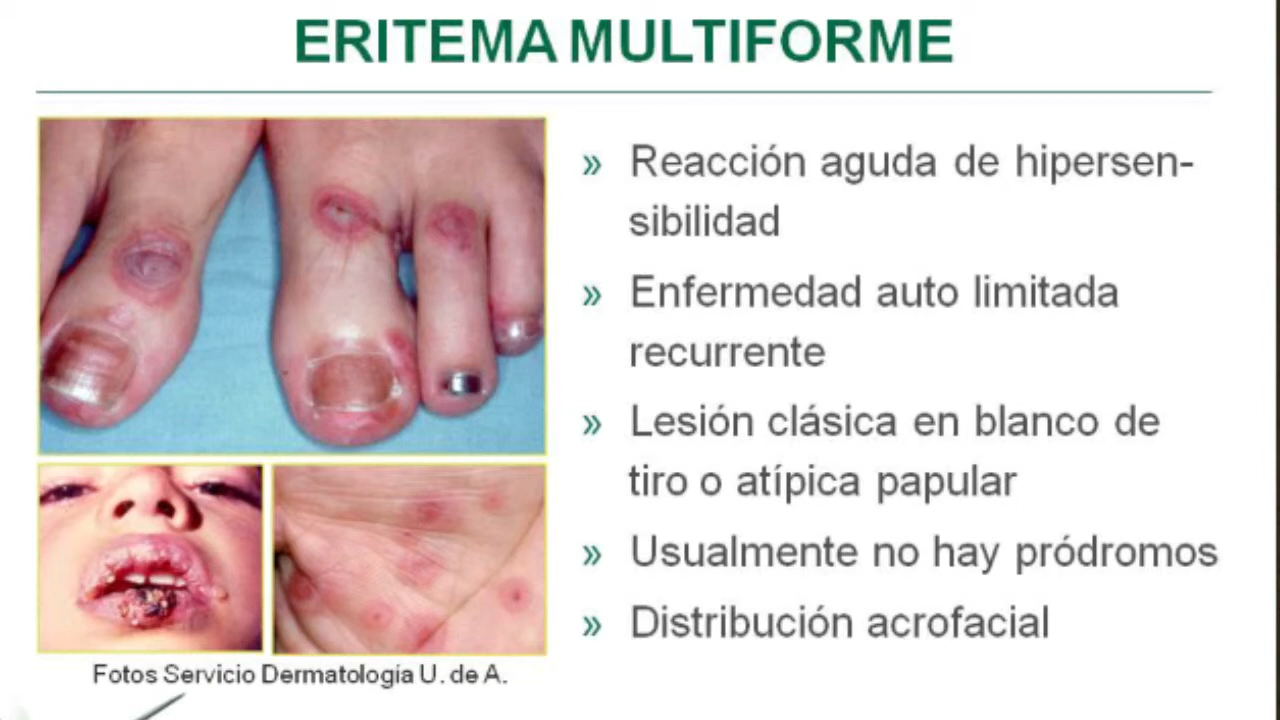 ERITEMA MULTIFORME
» Reacción aguda de hipersen-
sibilidad
» Enfermedad auto limitada
recurrente
» Lesión clásica en blanco de
tiro o atípica papular
» Usualmente no hay pródromos
» Distribución acrofacial
Fotos Servicio Dermatología U. de A.